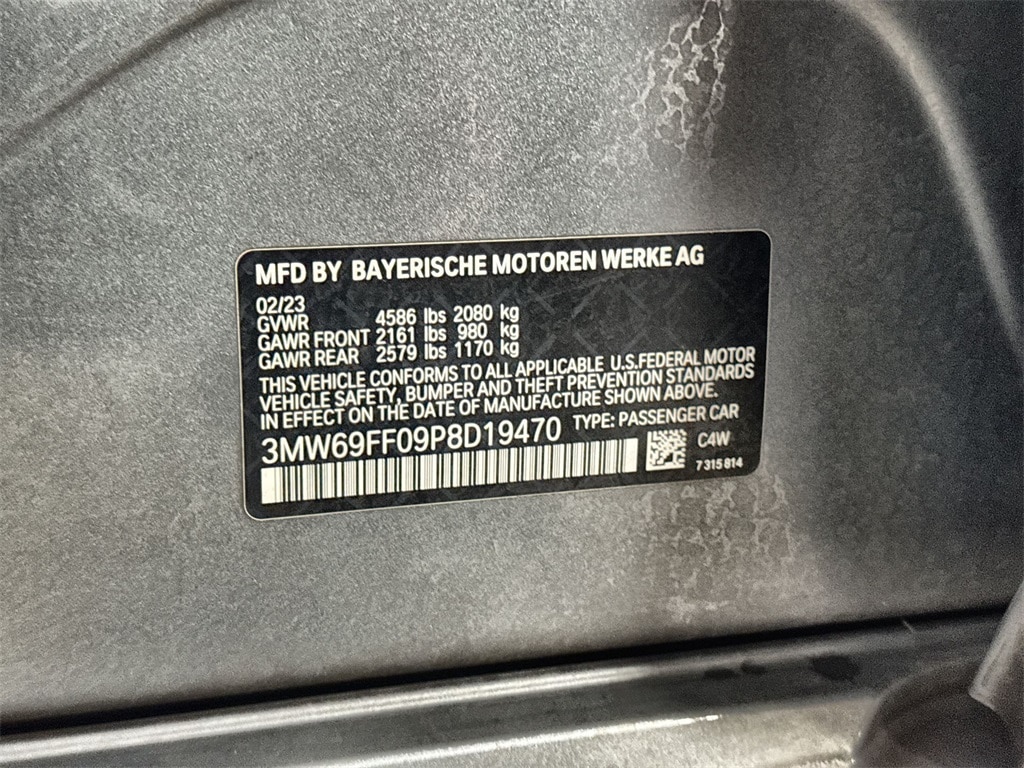 MFD BY BAYERISCHE MOTOREN WERKE AG
02/23
GVWR 4586 lbs 2080 kg
GAWR FRONT 2161 lbs 980 kg
GAWR REAR 2579 lbs 1170 kg
THIS VEHICLE CONFORMS TO ALL APPLICABLE U.S.FEDERAL MOTOR
VEHICLE SAFETY, BUMPER AND THEFT PREVENTION STANDARDS
IN EFFECT ON THE DATE OF MANUFACTURE SHOWN ABOVE.
3MW69FF09P8D19470 TYPE: PASSENGER CAR
C4W
7 315 814